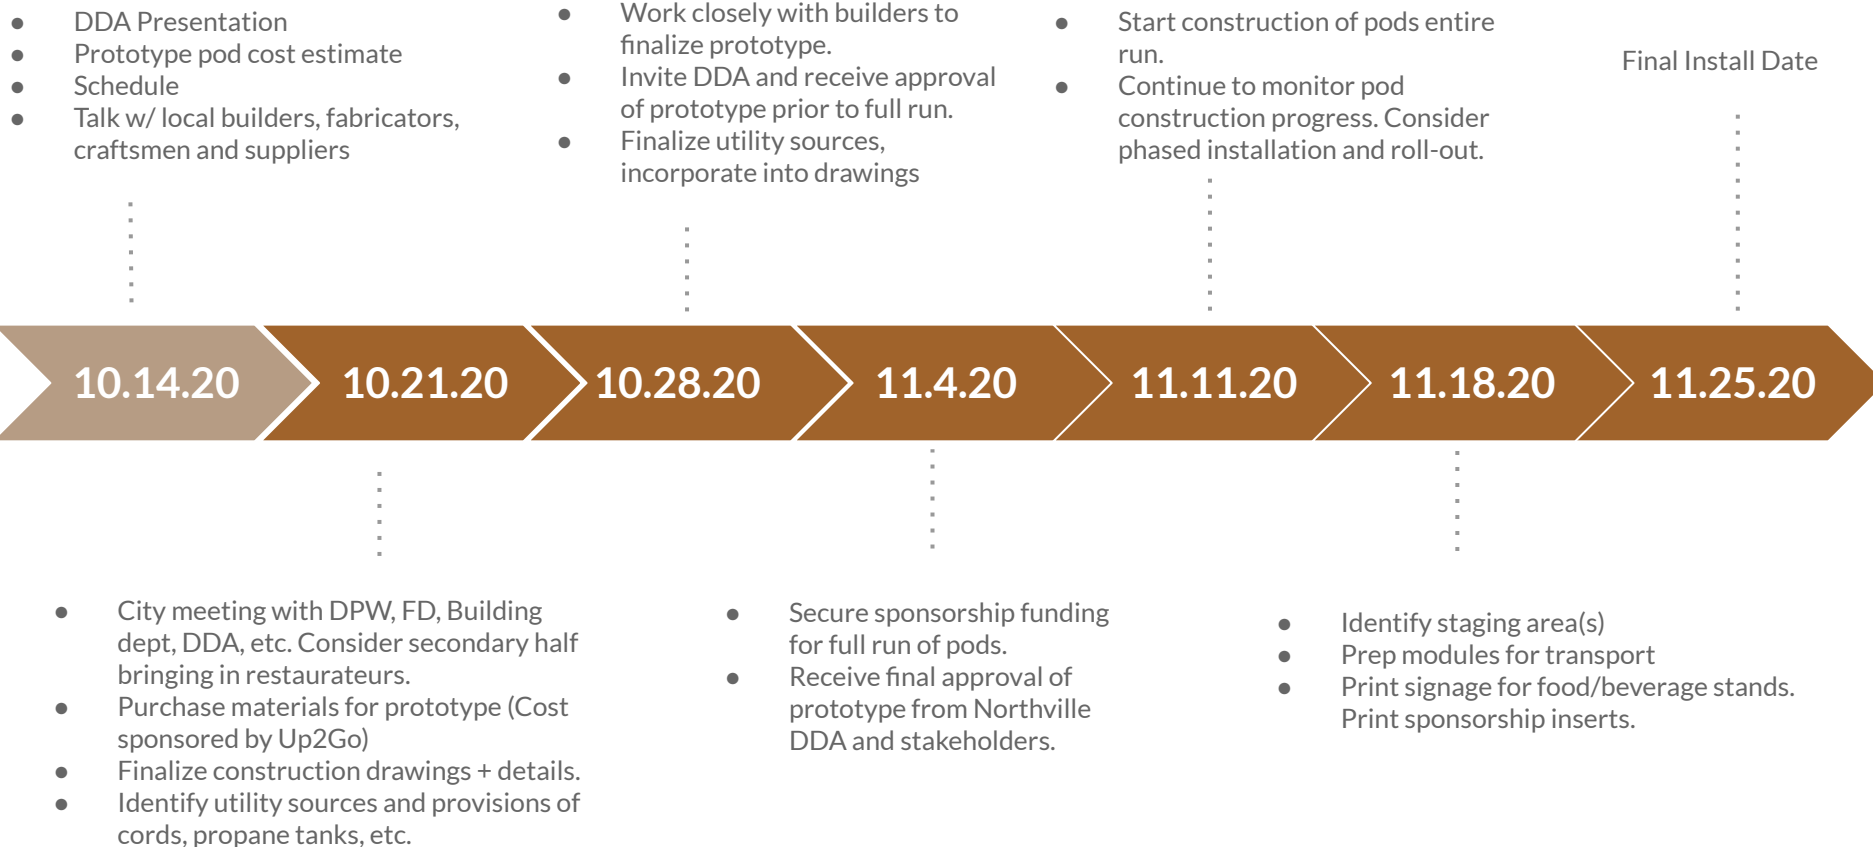 ● DDA Presentation
● Prototype pod cost estimate
● Schedule
● Talk w/ local builders, fabricators,
craftsmen and suppliers
● Work closely with builders to
finalize prototype.
● Invite DDA and receive approval
of prototype prior to full run.
● Finalize utility sources,
incorporate into drawings
● Start construction of pods entire
run.
● Continue to monitor pod
construction progress. Consider
phased installation and roll-out.
Final Install Date
10.14.20
10.21.20
10.28.20
11.4.20
11.11.20
11.18.20
11.25.20
● City meeting with DPW, FD, Building
dept, DDA, etc. Consider secondary half
bringing in restaurateurs.
● Purchase materials for prototype (Cost
sponsored by Up2Go)
● Finalize construction drawings + details.
● Identify utility sources and provisions of
cords, propane tanks, etc.
● Secure sponsorship funding
for full run of pods.
● Receive final approval of
prototype from Northville
DDA and stakeholders.
● Identify staging area(s)
● Prep modules for transport
● Print signage for food/beverage stands.
Print sponsorship inserts.